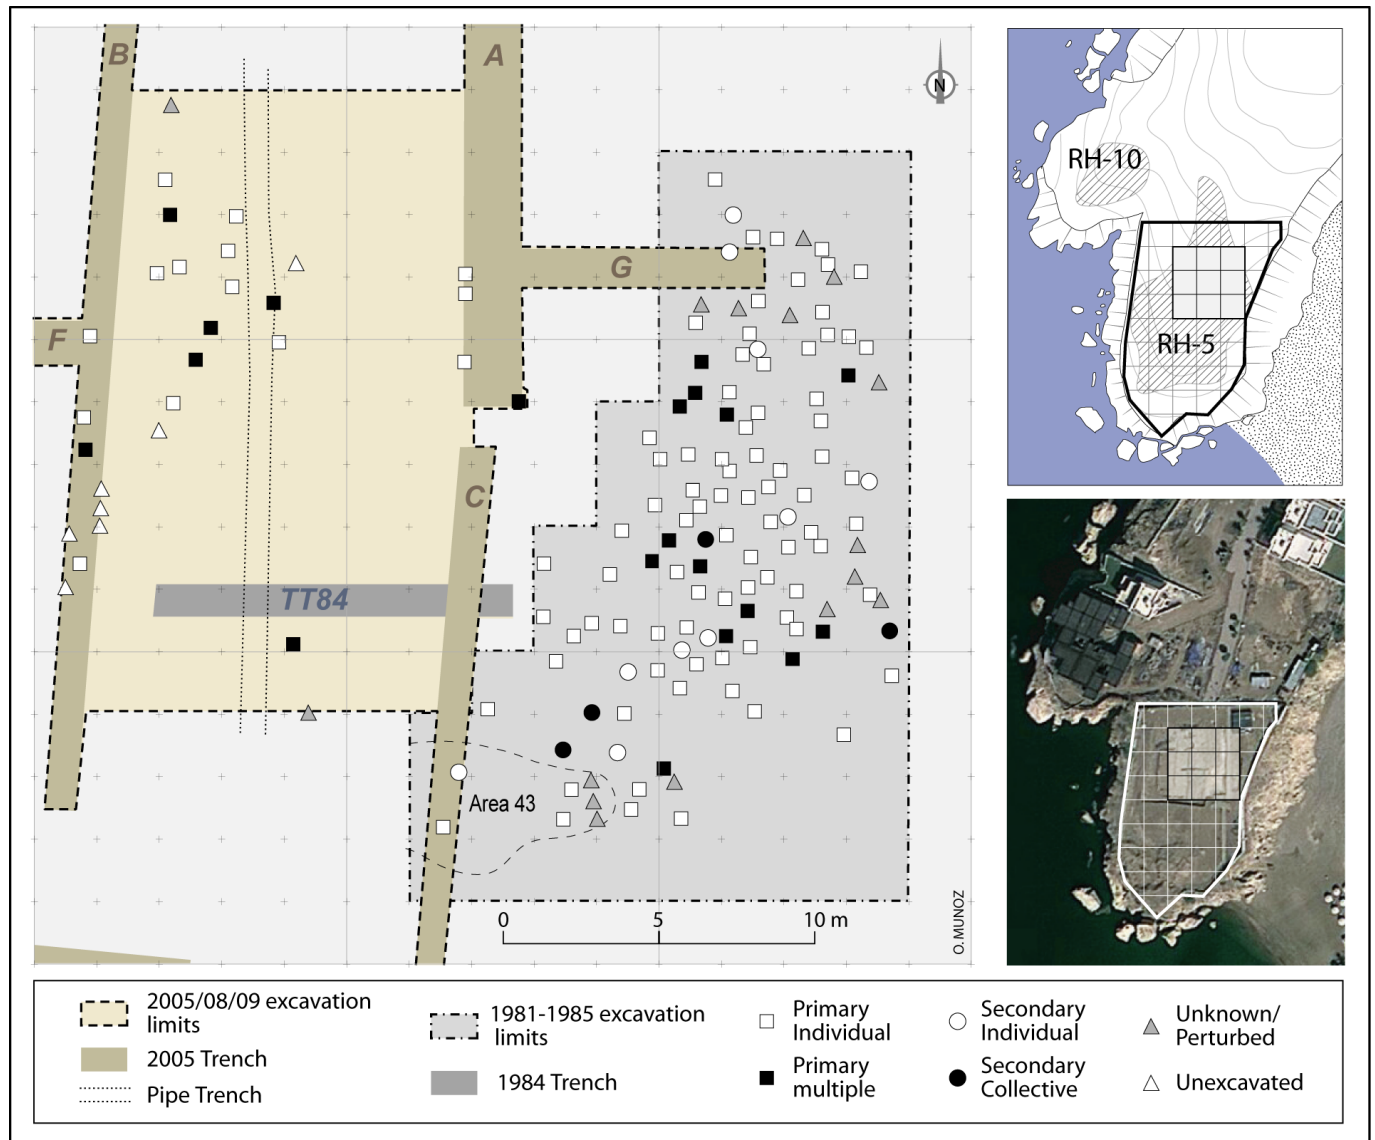 B
A
N
G
F
C
TT84
Area 43
0 5 10 m
O. MUNOZ
RH-10
RH-5
2005/08/09 excavation
limits
2005 Trench
Pipe Trench
1981-1985 excavation
limits
1984 Trench
Primary
Individual
Primary
multiple
Secondary
Individual
Secondary
Collective
Unknown/
Perturbed
Unexcavated